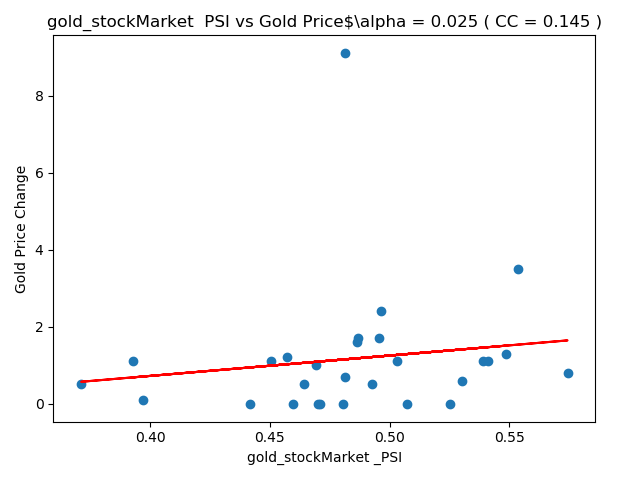 gold_stockMarket  PSI vs Gold Price$\alpha = 0.025 ( CC = 0.145 )
Gold Price Change
8
6
4
2
0
0.40 0.45 0.50 0.55
gold_stockMarket _PSI